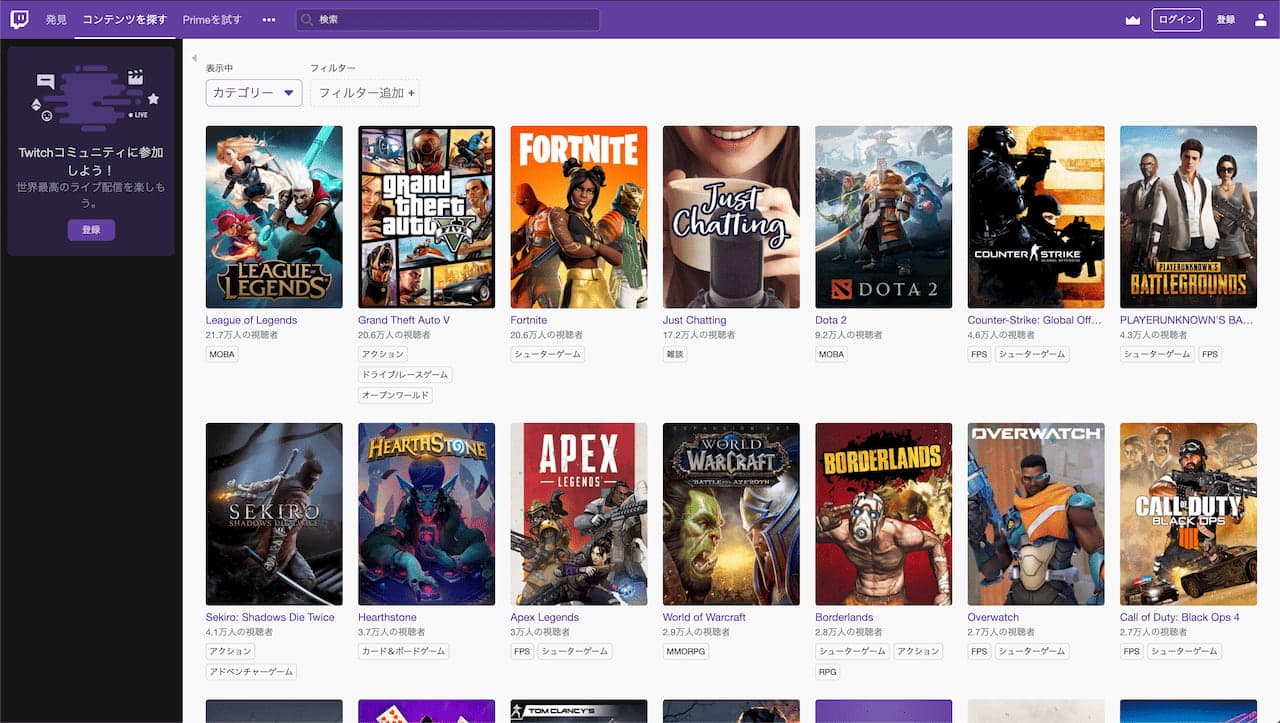 発見
コンテンツを探す
Primeを試す
検索
ログイン
登録
LIVE
Twitchコミュニティに参加
しよう！
世界最高のライブ配信を楽しも
う。
登録
表示中
フィルター
カテゴリー
フィルター追加 +
LEAGUE OF
LEGENDS
grand
theft
auto
V
FIVE
FORTNITE
Just
Chatting
DOTA 2
COUNTER STRIKE
GLOBAL OFFENSIVE
PLAYERUNKNOWN'S
BATTLEGROUNDS
League of Legends
21.7万人の視聴者
MOBA
Grand Theft Auto V
20.6万人の視聴者
アクション
ドライブ/レースゲーム
オープンワールド
Fortnite
20.6万人の視聴者
シューターゲーム
Just Chatting
17.2万人の視聴者
雑談
Dota 2
9.2万人の視聴者
MOBA
Counter-Strike: Global Off…
4.6万人の視聴者
FPS
シューターゲーム
PLAYERUNKNOWN'S BA…
4.3万人の視聴者
シューターゲーム
FPS
SEKIRO
SHADOWS DIE TWICE
HEARTHSTONE
APEX
LEGENDS
EXPANSION SET
WORLD
WARCRAFT
BATTLE FOR AZEROTH
BORDERLANDS
OVERWATCH
CALL OF DUTY
BLACK OPS
IIII
Sekiro: Shadows Die Twice
4.1万人の視聴者
アクション
アドベンチャーゲーム
Hearthstone
3.7万人の視聴者
カード＆ボードゲーム
Apex Legends
3万人の視聴者
FPS
シューターゲーム
World of Warcraft
2.9万人の視聴者
MMORPG
Borderlands
2.8万人の視聴者
シューターゲーム
アクション
RPG
Overwatch
2.7万人の視聴者
FPS
シューターゲーム
Call of Duty: Black Ops 4
2.7万人の視聴者
FPS
シューターゲーム
TOM CLANCY'S